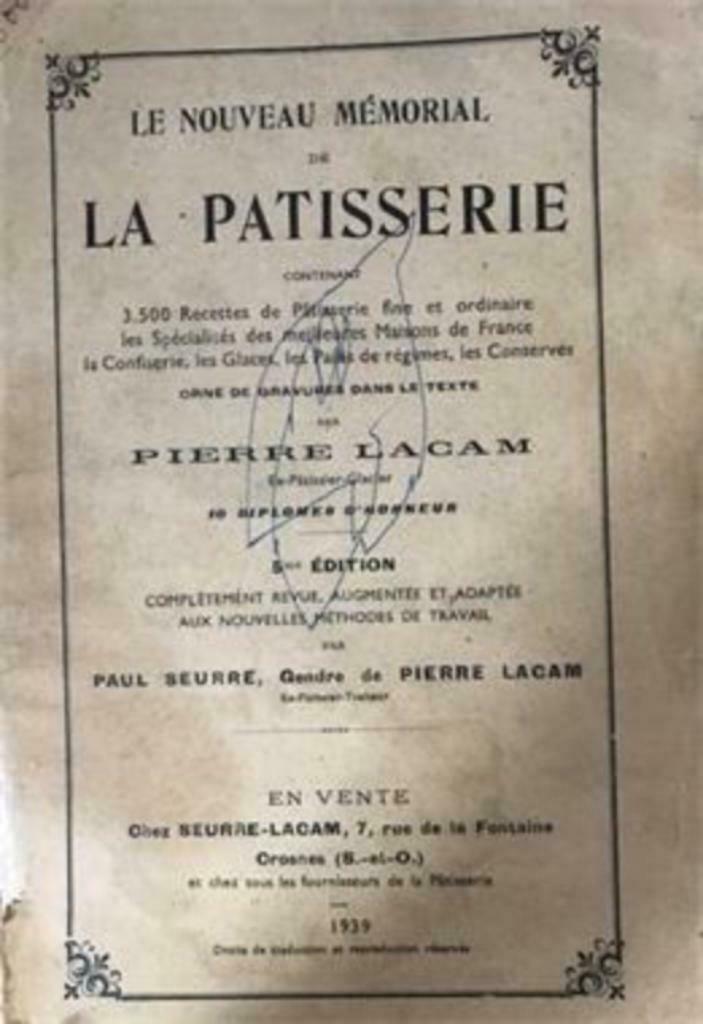 LE NOUVEAU MÉMORIAL
DE
LA PATISSERIE
CONTENANT
3.500 Recettes de Pâtisserie fine et ordinaire
les Spécialités des meilleures Maisons de France
la Confiserie, les Glaces, les Pains de régimes, les Conserves
ORNÉ DE GRAVURES DANS LE TEXTE
PAR
PIERRE LACAM
Ex-Pâtissier-Glacier
10 DIPLOMES D'HONNEUR
5me ÉDITION
COMPLÈTEMENT REVUE, AUGMENTÉE ET ADAPTÉE
AUX NOUVELLES MÉTHODES DE TRAVAIL
PAR
PAUL SEURRE, Gendre de PIERRE LACAM
Ex-Pâtissier-Traiteur
EN VENTE
Chez SEURRE-LACAM, 7, rue de la Fontaine
Crosnes (S.-et-O.)
et chez tous les fournisseurs de la Pâtisserie
1939
Droits de traduction et reproduction réservés